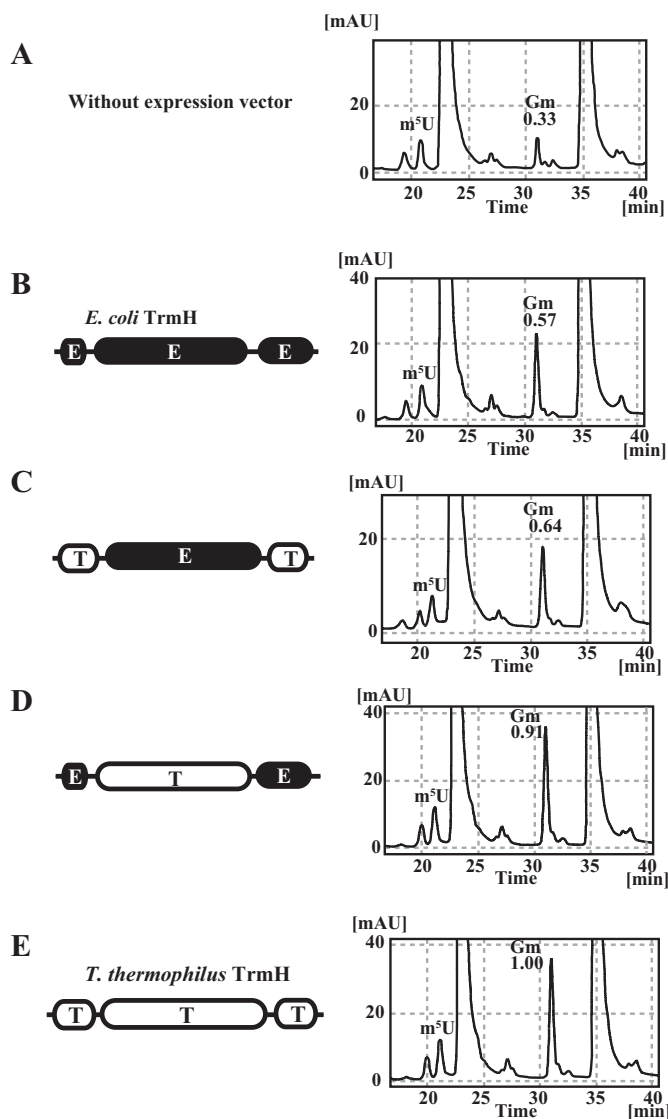 A
Without expression vector
[mAU]
20
0
m⁵U
Gm
0.33
20 25 30 35 40
Time [min]
B
E. coli TrmH
E E E
[mAU]
40
20
0
m⁵U
Gm
0.57
20 25 30 35 40
Time [min]
C
T E T
[mAU]
20
0
m⁵U
Gm
0.64
20 25 30 35 40
Time [min]
D
E T E
[mAU]
40
20
0
m⁵U
Gm
0.91
20 25 30 35 40
Time [min]
E
T. thermophilus TrmH
T T T
[mAU]
40
20
0
m⁵U
Gm
1.00
20 25 30 35 40
Time [min]